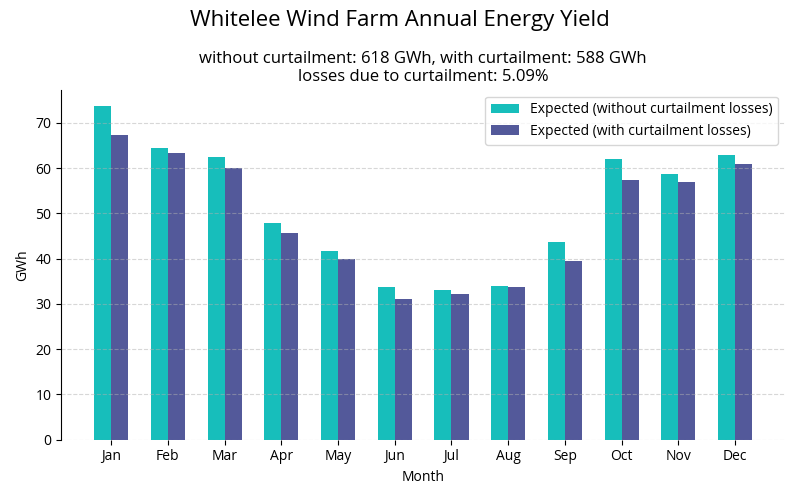 Whitelee Wind Farm Annual Energy Yield
without curtailment: 618 GWh, with curtailment: 588 GWh
losses due to curtailment: 5.09%
Expected (without curtailment losses)
Expected (with curtailment losses)
70
60
50
40
30
20
10
0
GWh
Jan Feb Mar Apr May Jun Jul Aug Sep Oct Nov Dec
Month